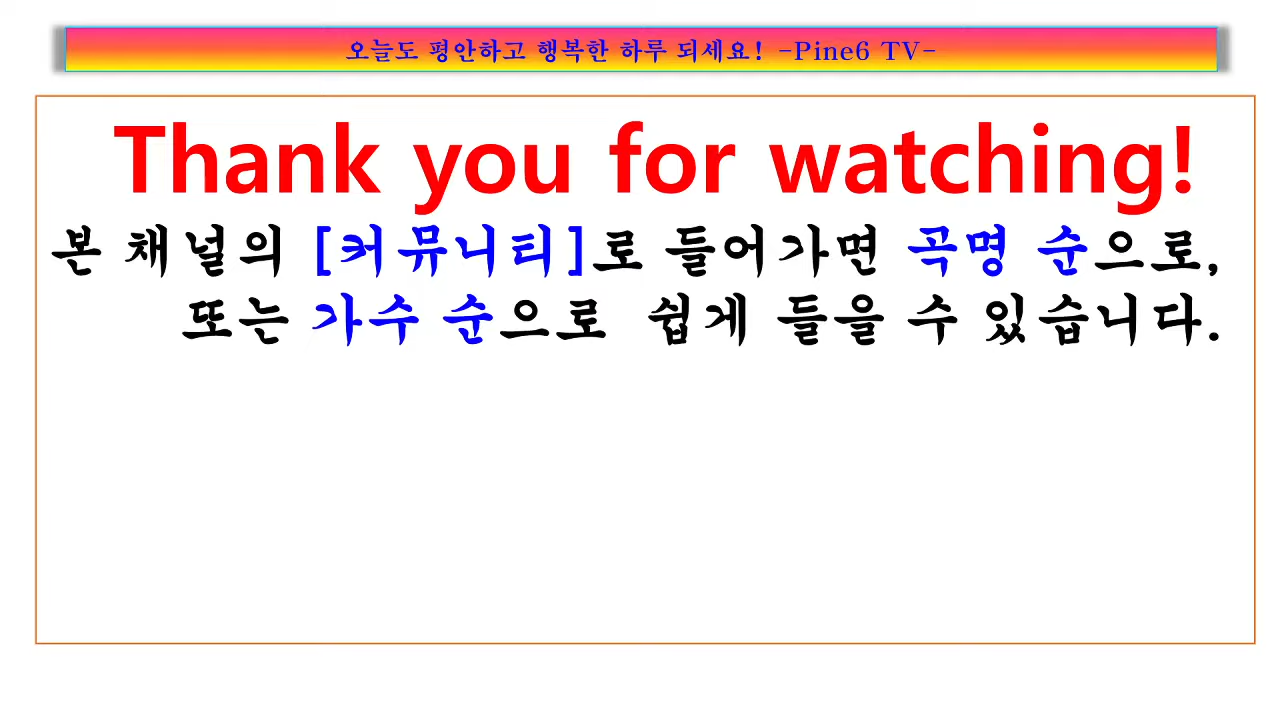 오늘도 평안하고 행복한 하루 되세요! -Pine6 TV-
Thank you for watching!
본 채널의 [커뮤니티]로 들어가면 곡명 순으로,
또는 가수 순으로 쉽게 들을 수 있습니다.